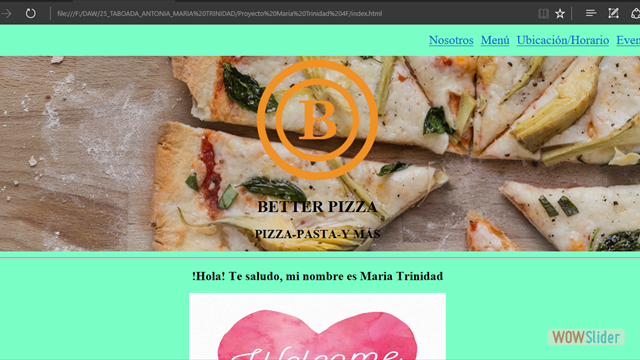 file:///F:/DAW/25_TABOADA_ANTONIA_MARIA%20TRINIDAD/Proyecto%20Maria%20Trinidad%204F/index.html
Nosotros Menú Ubicación/Horario Even
B
BETTER PIZZA
PIZZA-PASTA-Y MÁS
!Hola! Te saludo, mi nombre es Maria Trinidad
Welcome
WOWSlider